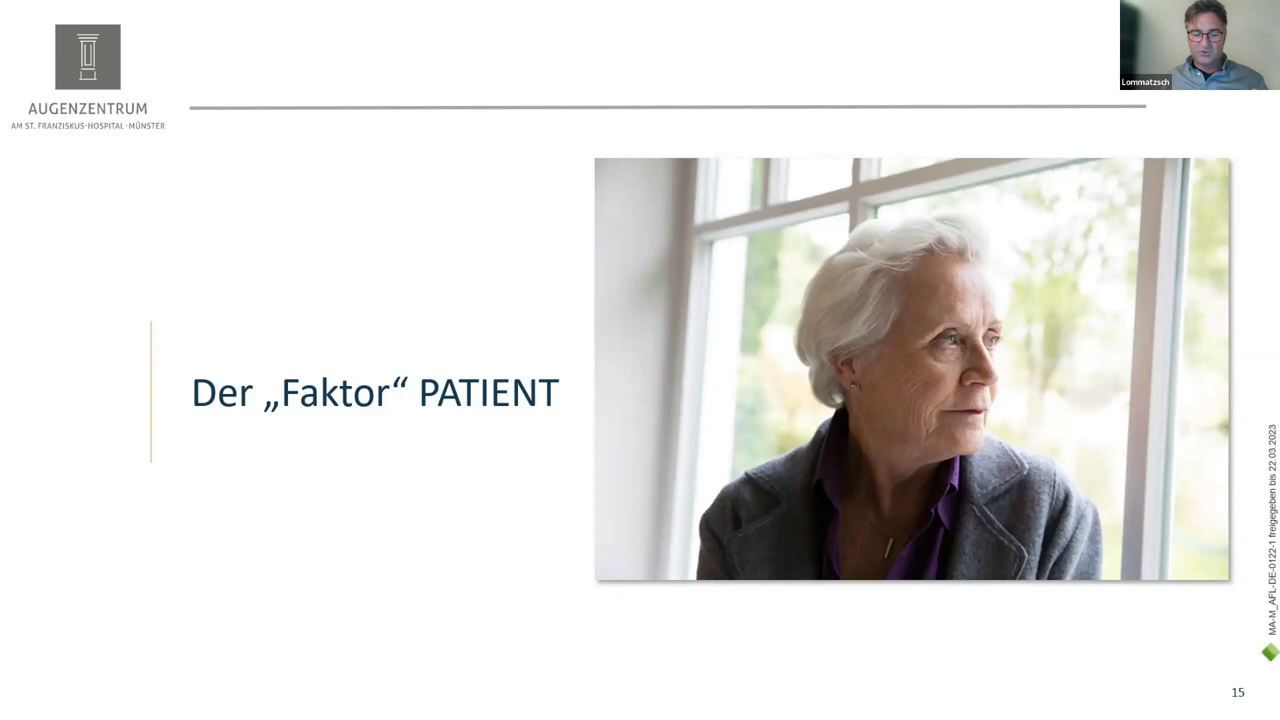 Lommatzsch
AUGENZENTRUM
AM ST. FRANZISKUS-HOSPITAL·MÜNSTER
Der „Faktor“ PATIENT
MA-M_AFL-DE-0122-1 freigegeben bis 22.03.2023
15